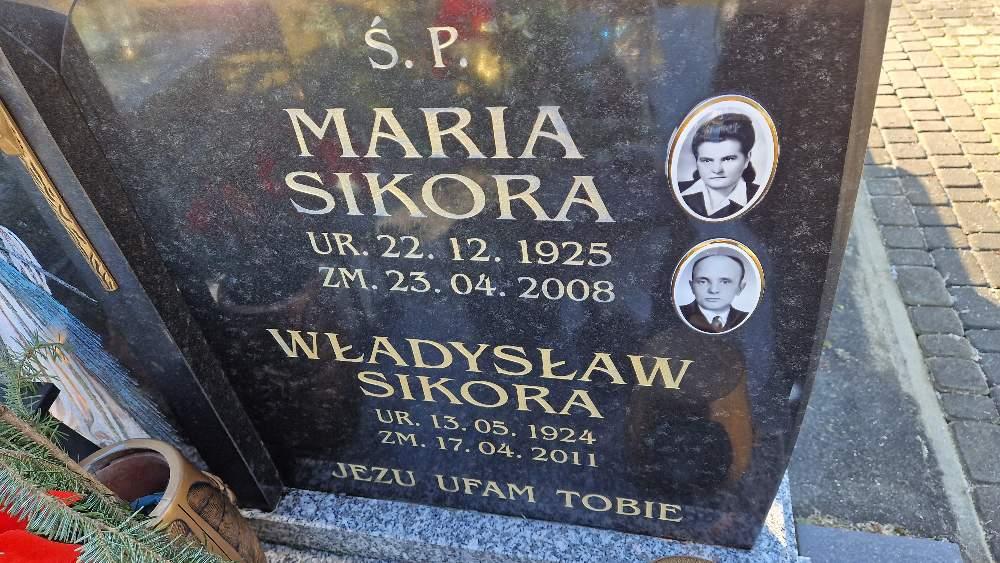 Ś. P.
MARIA
SIKORA
UR. 22. 12. 1925
ZM. 23. 04. 2008
WŁADYSŁAW
SIKORA
UR. 13. 05. 1924
ZM. 17. 04. 2011
JEZU UFAM TOBIE